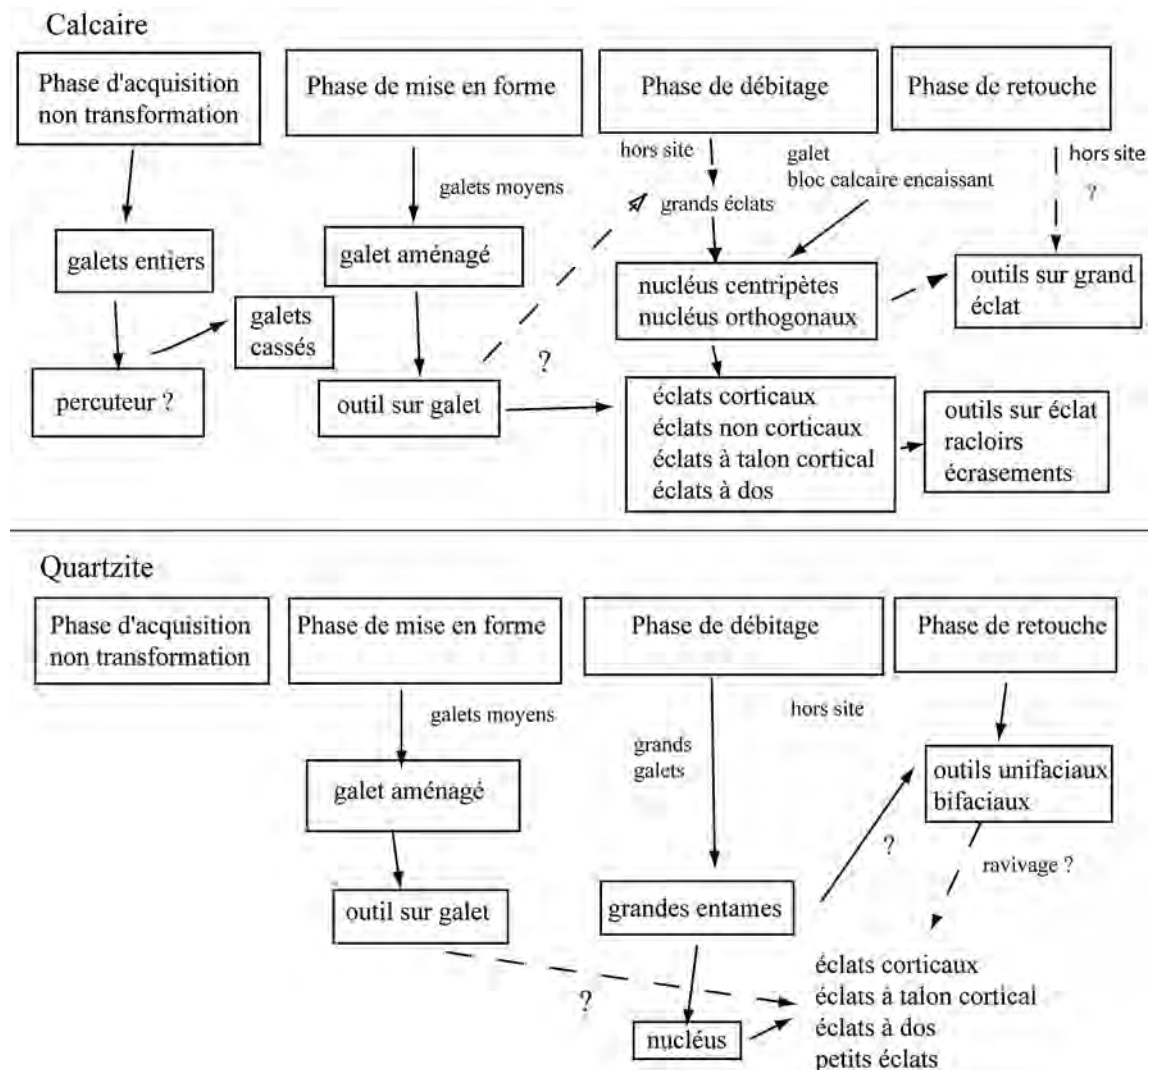 Calcaire
Phase d'acquisition
non transformation
Phase de mise en forme
Phase de débitage
Phase de retouche
hors site
galet
bloc calcaire encaissant
hors site
?
galets moyens
grands éclats
galets entiers
galet aménagé
nucléus centripètes
nucléus orthogonaux
outils sur grand
éclat
galets
cassés
?
percuteur ?
outil sur galet
éclats corticaux
éclats non corticaux
éclats à talon cortical
éclats à dos
outils sur éclat
racloirs
écrasements
Quartzite
Phase d'acquisition
non transformation
Phase de mise en forme
Phase de débitage
Phase de retouche
galets moyens
hors site
grands
galets
galet aménagé
outils unifaciaux
bifaciaux
?
ravivage ?
outil sur galet
grandes entames
?
nucléus
éclats corticaux
éclats à talon cortical
éclats à dos
petits éclats